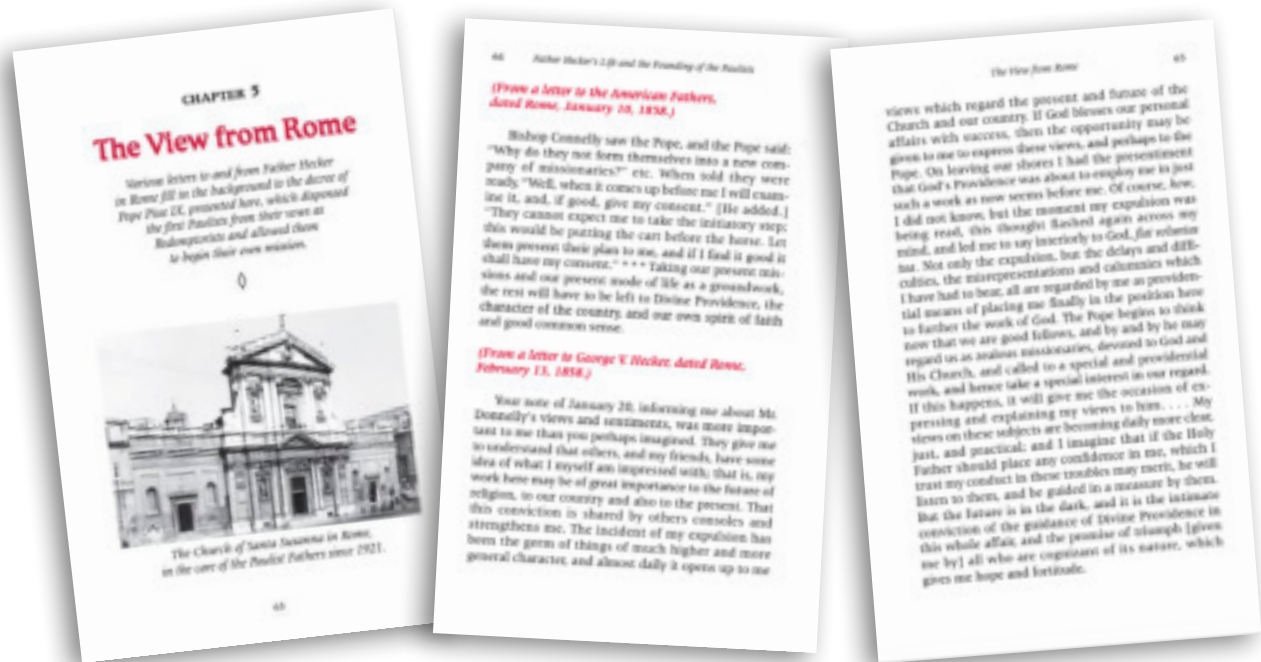 CHAPTER 5
The View from Rome
Various letters to and from Father Hecker
in Rome fill in the background to the decree of
Pope Pius IX, presented here, which disposed
the first Paulists from their vows as
Redemptorists and allowed them
to begin their own mission.
The Church of Santa Susanna in Rome,
in the care of the Paulist Fathers since 1921.
Father Hecker's Life and the Founding of the Paulists
(From a letter to the American Fathers,
dated Rome, January 10, 1858.)
Bishop Connelly saw the Pope, and the Pope said:
"Why do they not form themselves into a new com-
pany of missionaries?" etc. When told they were
ready, "Well, when it comes up before me I will exam-
ine it, and, if good, give my consent." [He added,]
"They cannot expect me to take the initiatory step;
this would be putting the cart before the horse. Let
them present their plan to me, and if I find it good it
shall have my consent." * * * Taking our present mis-
sions and our present mode of life as a groundwork,
the rest will have to be left to Divine Providence, the
character of the country, and our own spirit of faith
and good common sense.
(From a letter to George V. Hecker, dated Rome,
February 1858.)
Your note of January 20, informing me about Mr.
Donnelly's views and sentiments, was more impor-
tant to me than you perhaps imagined. They give me
to understand that others, and my friends, have some
idea of what I myself am impressed with; that is, my
work here may be of great importance to the future of
religion, to our country and also to the present. That
this conviction is shared by others consoles and
strengthens me. The incident of my expulsion has
been the germ of things of much higher and more
general character, and almost daily it opens up to me
The View from Rome
views which regard the present and future of the
Church and our country. If God blesses our personal
affairs with success, then the opportunity may be
given to me to express these views, and perhaps to the
Pope. On leaving our shores I had the presentiment
that God's Providence was about to employ me in just
such a work as now seems before me. Of course, how,
I did not know, but the moment my expulsion was
being read, this thought flashed again across my
mind, and led me to say interiorly to God, fiat voluntas
tua. Not only the expulsion, but the delays and diffi-
culties, the misrepresentations and calumnies which
I have had to bear, all are regarded by me as providen-
tial means of placing me finally in the position here
to further the work of God. The Pope begins to think
now that we are good fellows, and by and by he may
regard us as zealous missionaries, devoted to God and
His Church, and called to a special and providential
work, and hence take a special interest in our regard.
If this happens, it will give me the occasion of ex-
pressing and explaining my views to him. . . . My
views on these subjects are becoming daily more clear,
just, and practical; and I imagine that if the Holy
Father should place any confidence in me, which I
trust my conduct in these troubles may merit, he will
listen to them, and be guided in a measure by them.
But the future is in the dark, and it is the intimate
conviction of the guidance of Divine Providence in
this whole affair, and the promise of triumph [given
me by] all who are cognizant of its nature, which
gives me hope and fortitude.